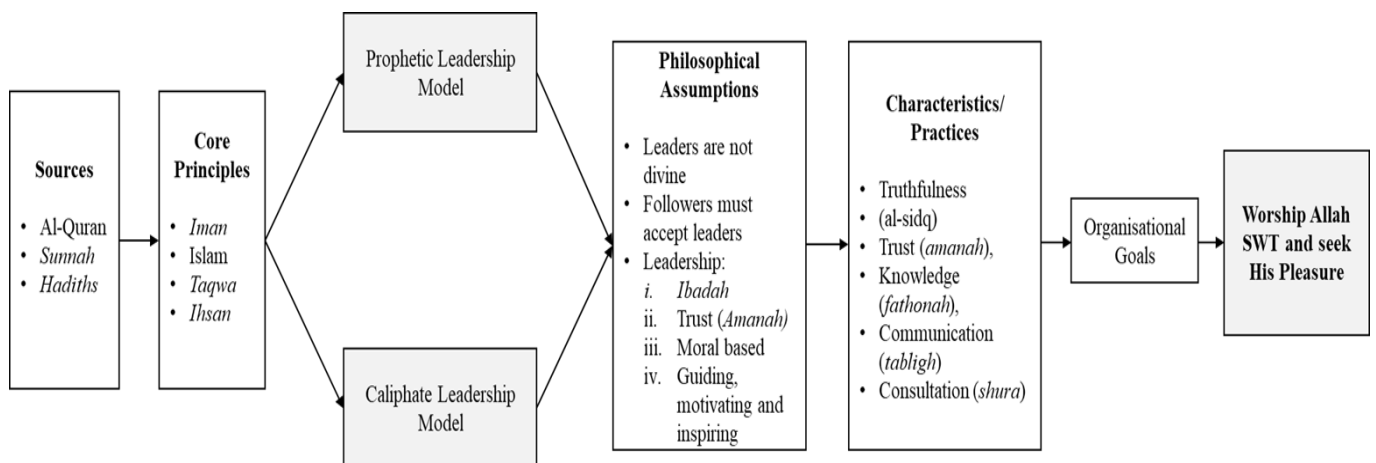 Sources
• Al-Quran
• Sunnah
• Hadiths
Core
Principles
• Iman
• Islam
• Taqwa
• Ihsan
Prophetic Leadership
Model
Caliphate Leadership
Model
Philosophical
Assumptions
• Leaders are not
divine
• Followers must
accept leaders
• Leadership:
i. Ibadah
ii. Trust (Amanah)
iii. Moral based
iv. Guiding,
motivating and
inspiring
Characteristics/
Practices
• Truthfulness
• (al-sidq)
• Trust (amanah),
• Knowledge
(fathonah),
• Communication
(tabligh)
• Consultation (shura)
Organisational
Goals
Worship Allah
SWT and seek
His Pleasure